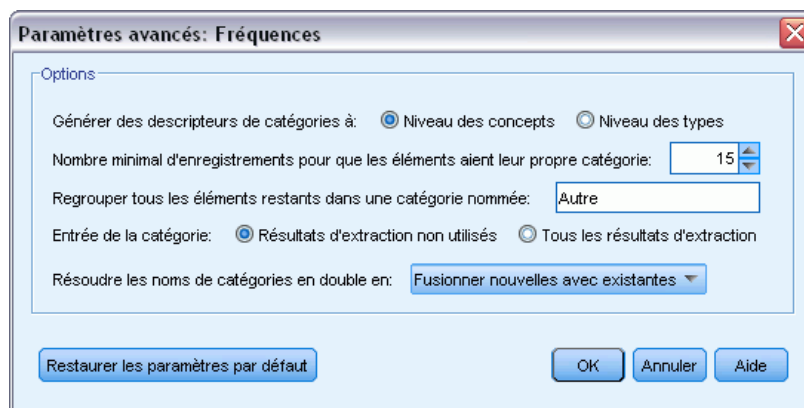 Paramètres avancés: Fréquences
Options
Générer des descripteurs de catégories à: Niveau des concepts Niveau des types
Nombre minimal d'enregistrements pour que les éléments aient leur propre catégorie: 15
Regrouper tous les éléments restants dans une catégorie nommée: Autre
Entrée de la catégorie: Résultats d'extraction non utilisés Tous les résultats d'extraction
Résoudre les noms de catégories en double en: Fusionner nouvelles avec existantes
Restaurer les paramètres par défaut OK Annuler Aide